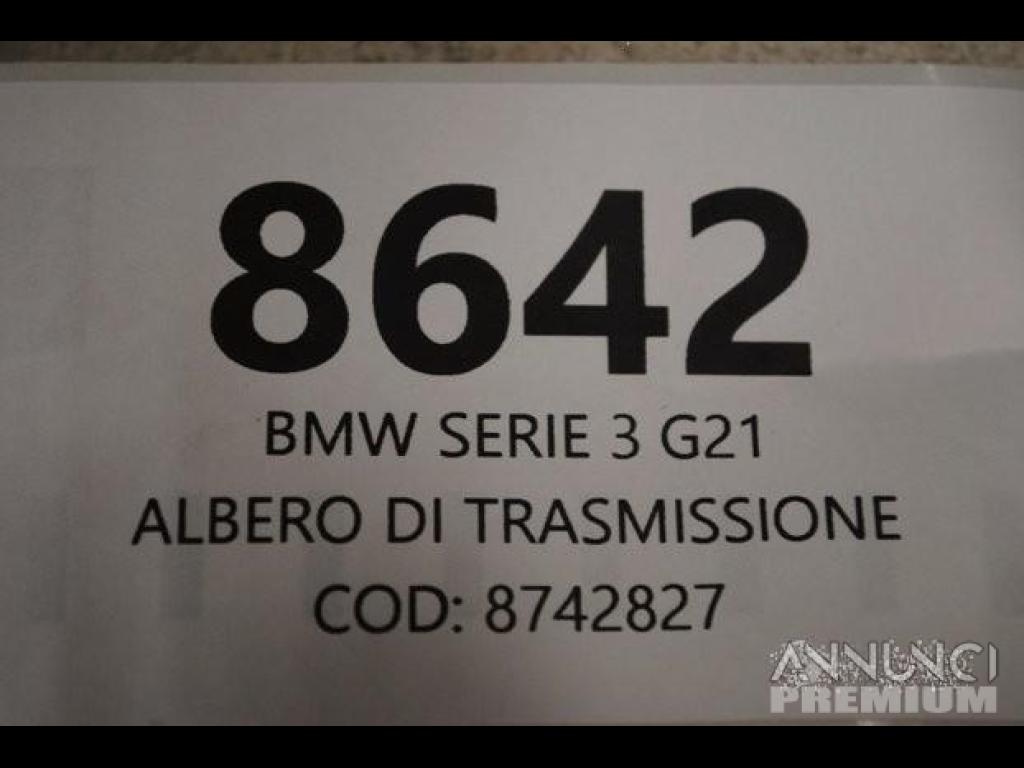 8642
BMW SERIE 3 G21
ALBERO DI TRASMISSIONE
COD: 8742827
ANNUNCI
PREMIUM